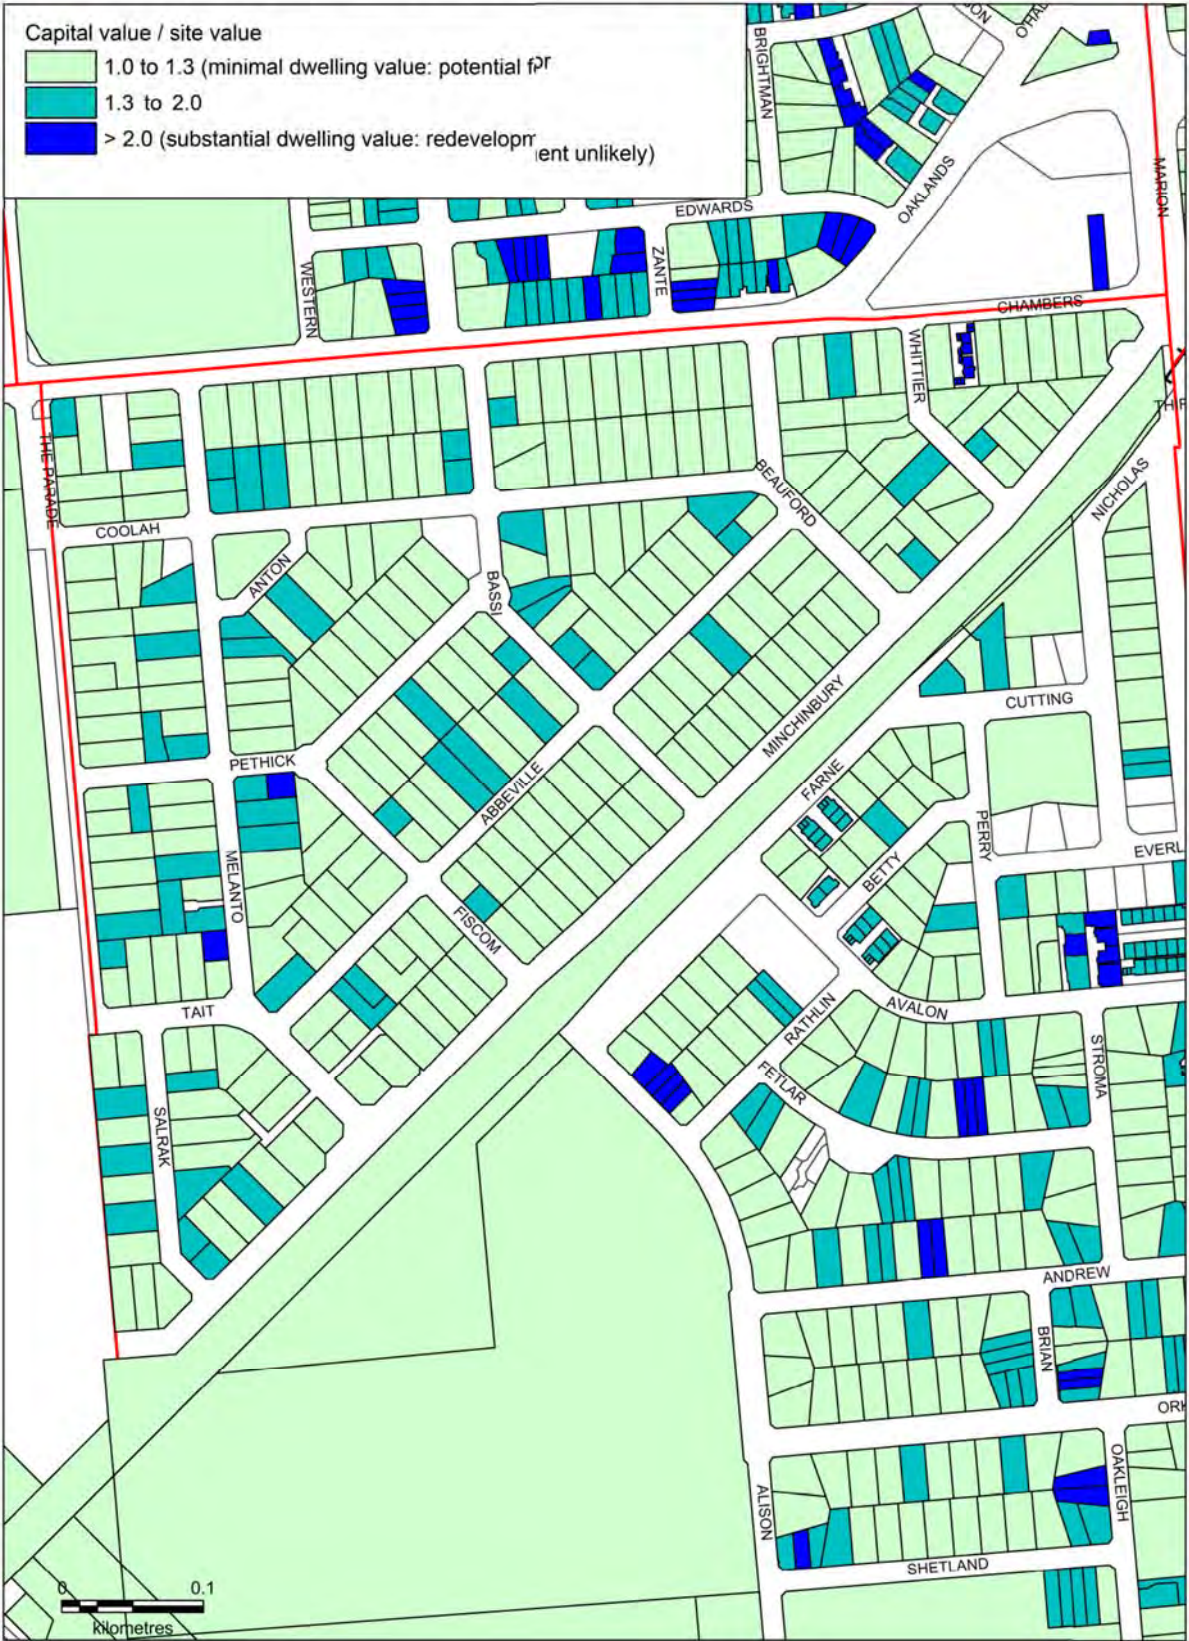 Capital value / site value
1.0 to 1.3 (minimal dwelling value: potential for
1.3 to 2.0
> 2.0 (substantial dwelling value: redevelopment unlikely)
BRIGHTMAN
OAKLANDS
MARION
EDWARDS
WESTERN
ZANTE
CHAMBERS
WHITTIER
THE PARADE
BEAUFORD
NICHOLAS
COOLAH
ANTON
BASSI
MINCHINBURY
CUTTING
PETHICK
ABBEVILLE
FARNE
PERRY
EVERL
MELANTO
BETTY
FISCOM
TAIT
RATHLIN
AVALON
STROMA
FETLAR
SALRAK
ANDREW
BRIAN
ORK
OAKLEIGH
ALISON
SHETLAND
0 0.1
kilometres